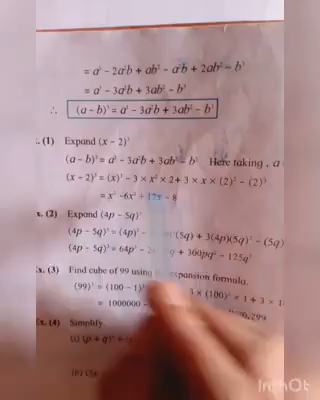 = a³ - 2a²b + ab² - a²b + 2ab² - b³
= a³ - 3a²b + 3ab² - b³
∴ (a - b)³ = a³ - 3a²b + 3ab² - b³
(1) Expand (x - 2)³
(a - b)³ = a³ - 3a²b + 3ab² - b³ Here taking, a
(x - 2)³ = (x)³ - 3 × x² × 2 + 3 × x × (2)² - (2)³
= x³ - 6x² + 12x - 8
x. (2) Expand (4p - 5q)³
(4p - 5q)³ = (4p)³ - (5q) + 3(4p)(5q)² - (5q)
(4p - 5q)³ = 64p³ - q + 300pq² - 125q³
Ex. (3) Find cube of 99 using expansion formula.
(99)³ = (100 - 1)³ 3 × (100)² × 1 + 3 × 1
= 1000000 - 0,299
Ex. (4) Simplify
(i) (p + q)³ +
InShot